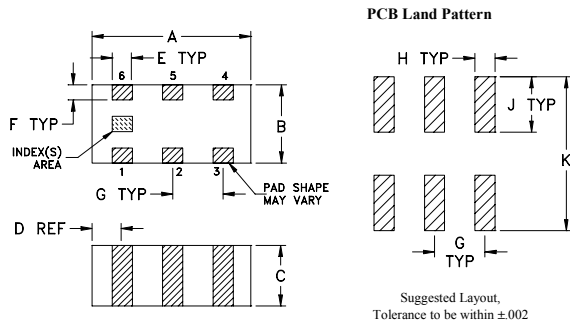 PCB Land Pattern
A
E TYP
6 5 4
F TYP
B
INDEX(S)
AREA
1 2 3
G TYP
PAD SHAPE
MAY VARY
D REF
C
H TYP
J TYP
K
G
TYP
Suggested Layout,
Tolerance to be within ±.002